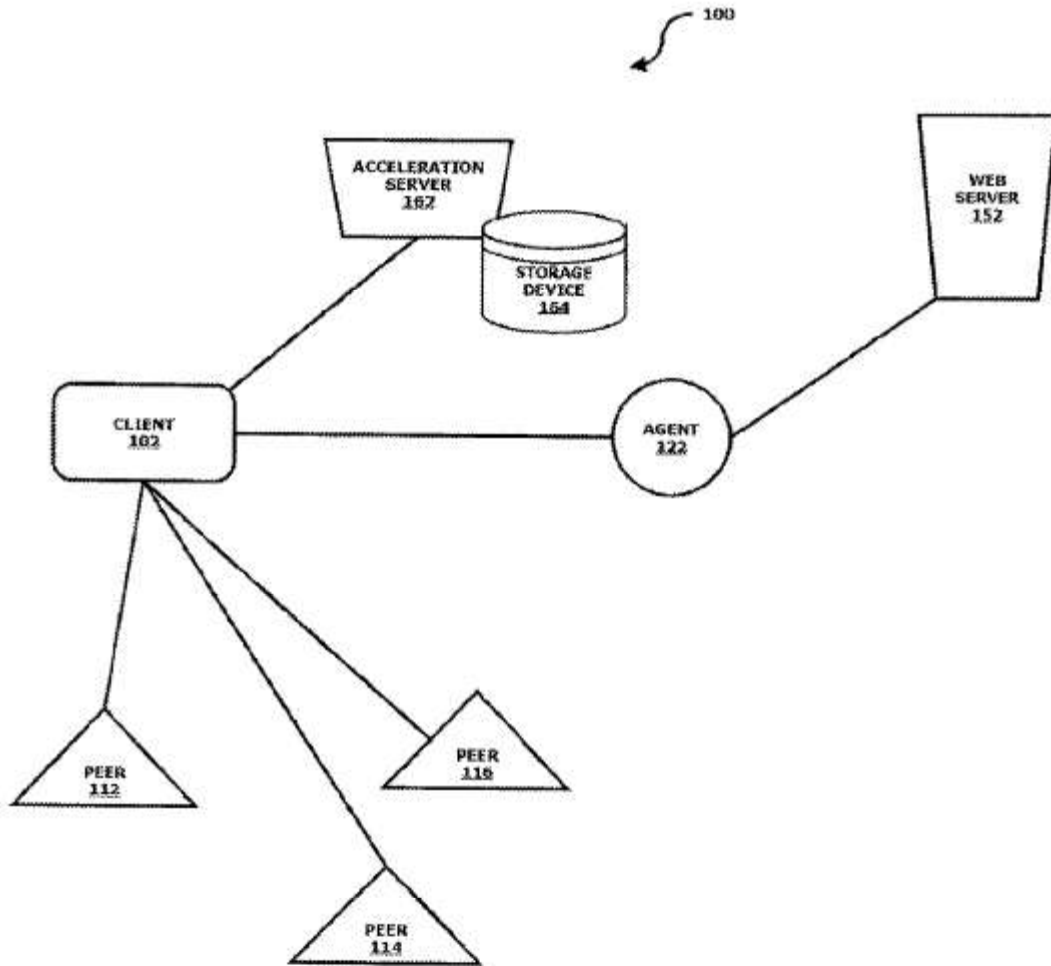 100
ACCELERATION
SERVER
162
WEB
SERVER
152
STORAGE
DEVICE
164
CLIENT
102
AGENT
122
PEER
112
PEER
116
PEER
114